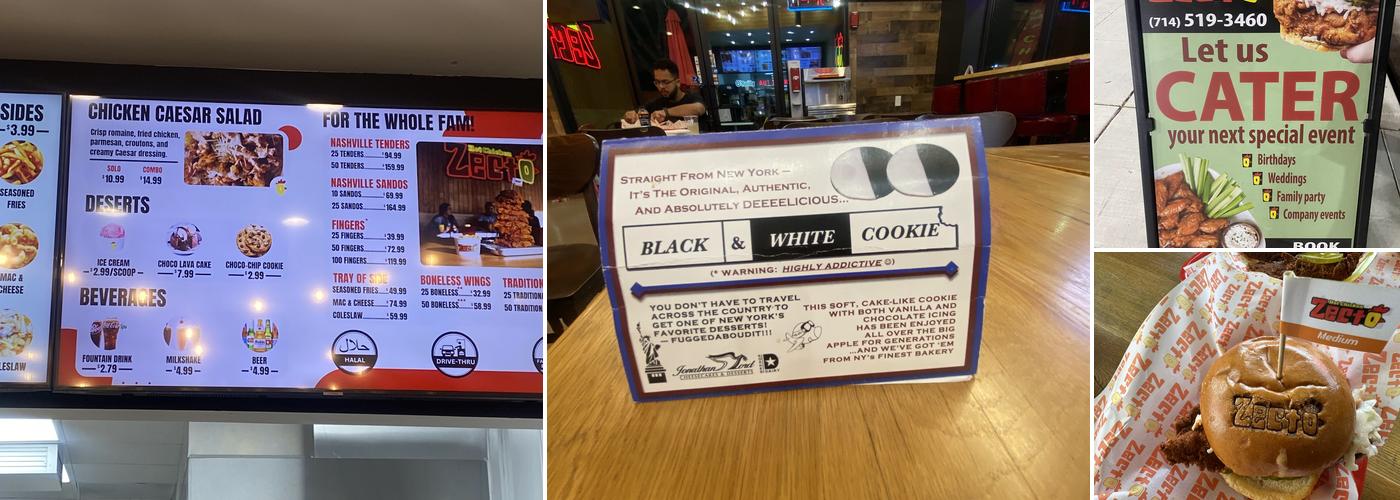 SIDES
$3.99
SEASONED
FRIES
MAC &
CHEESE
CHICKEN CAESAR SALAD
Crisp romaine, fried chicken,
parmesan, croutons, and
creamy Caesar dressing.
SOLO COMBO
$10.99 $14.99
DESERTS
ICE CREAM
$2.99/SCOOP
CHOCO LAVA CAKE
$7.99
CHOCO-CHIP COOKIE
$2.99
BEVERAGES
FOUNTAIN DRINK
$2.79
MILKSHAKE
$4.99
BEER
$4.99
FOR THE WHOLE FAM!
NASHVILLE TENDERS
25 TENDERS $94.99
50 TENDERS $159.99
NASHVILLE SANDOS
10 SANDOS $69.99
25 SANDOS $164.99
FINGERS
25 FINGERS $39.99
50 FINGERS $72.99
100 FINGERS $119.99
TRAY OF SIDE
SEASONED FRIES $49.99
MAC & CHEESE $74.99
COLESLAW $59.99
Zecto
BONELESS WINGS
25 BONELESS $32.99
50 BONELESS $58.99
TRADITION
25 TRADITIONA
50 TRADITION
حلال
HALAL
DRIVE-THRU
STRAIGHT FROM NEW YORK –
IT'S THE ORIGINAL, AUTHENTIC,
AND ABSOLUTELY DEEEELICIOUS...
BLACK & WHITE COOKIE
(* WARNING: HIGHLY ADDICTIVE ☺)
YOU DON'T HAVE TO TRAVEL
ACROSS THE COUNTRY TO
GET ONE OF NEW YORK'S
FAVORITE DESSERTS!
— FUGGEDABOUDIT!!!
THIS SOFT, CAKE-LIKE COOKIE
WITH BOTH VANILLA AND
CHOCOLATE ICING
HAS BEEN ENJOYED
ALL OVER THE BIG
APPLE FOR GENERATIONS
...AND WE'VE GOT 'EM
FROM NY's FINEST BAKERY
Jonathan Lord
CHEESECAKES & DESSERTS
(714) 519-3460
Let us
CATER
your next special event
Birthdays
Weddings
Family party
Company events
BOOK
Zecto
Medium
Zecto